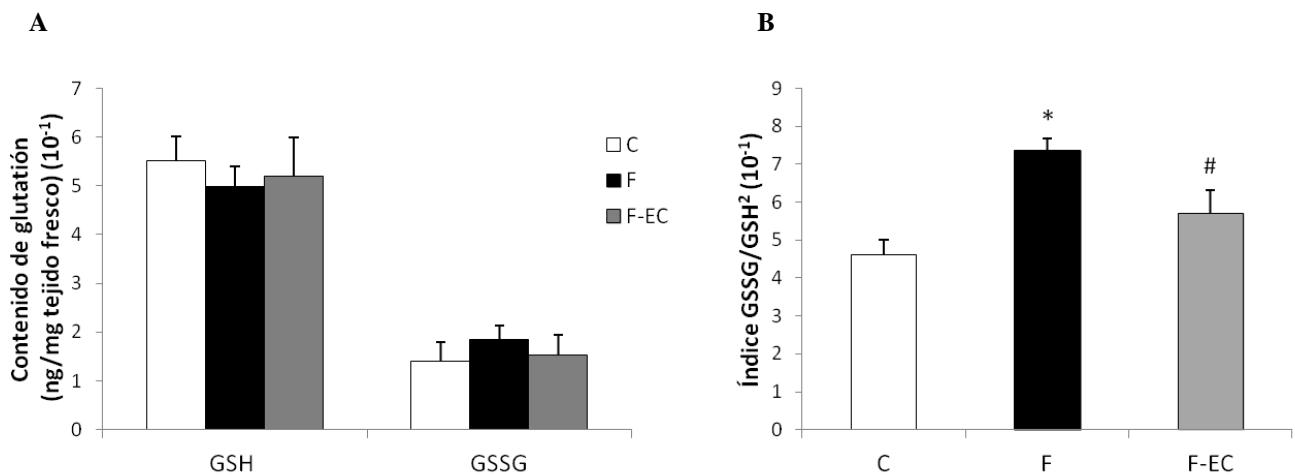 A
Contenido de glutatión
(ng/mg tejido fresco) (10⁻¹)
7
6
5
4
3
2
1
0
GSH
GSSG
C
F
F-EC
B
Índice GSSG/GSH² (10⁻¹)
9
8
7
6
5
4
3
2
1
0
*
#
C
F
F-EC